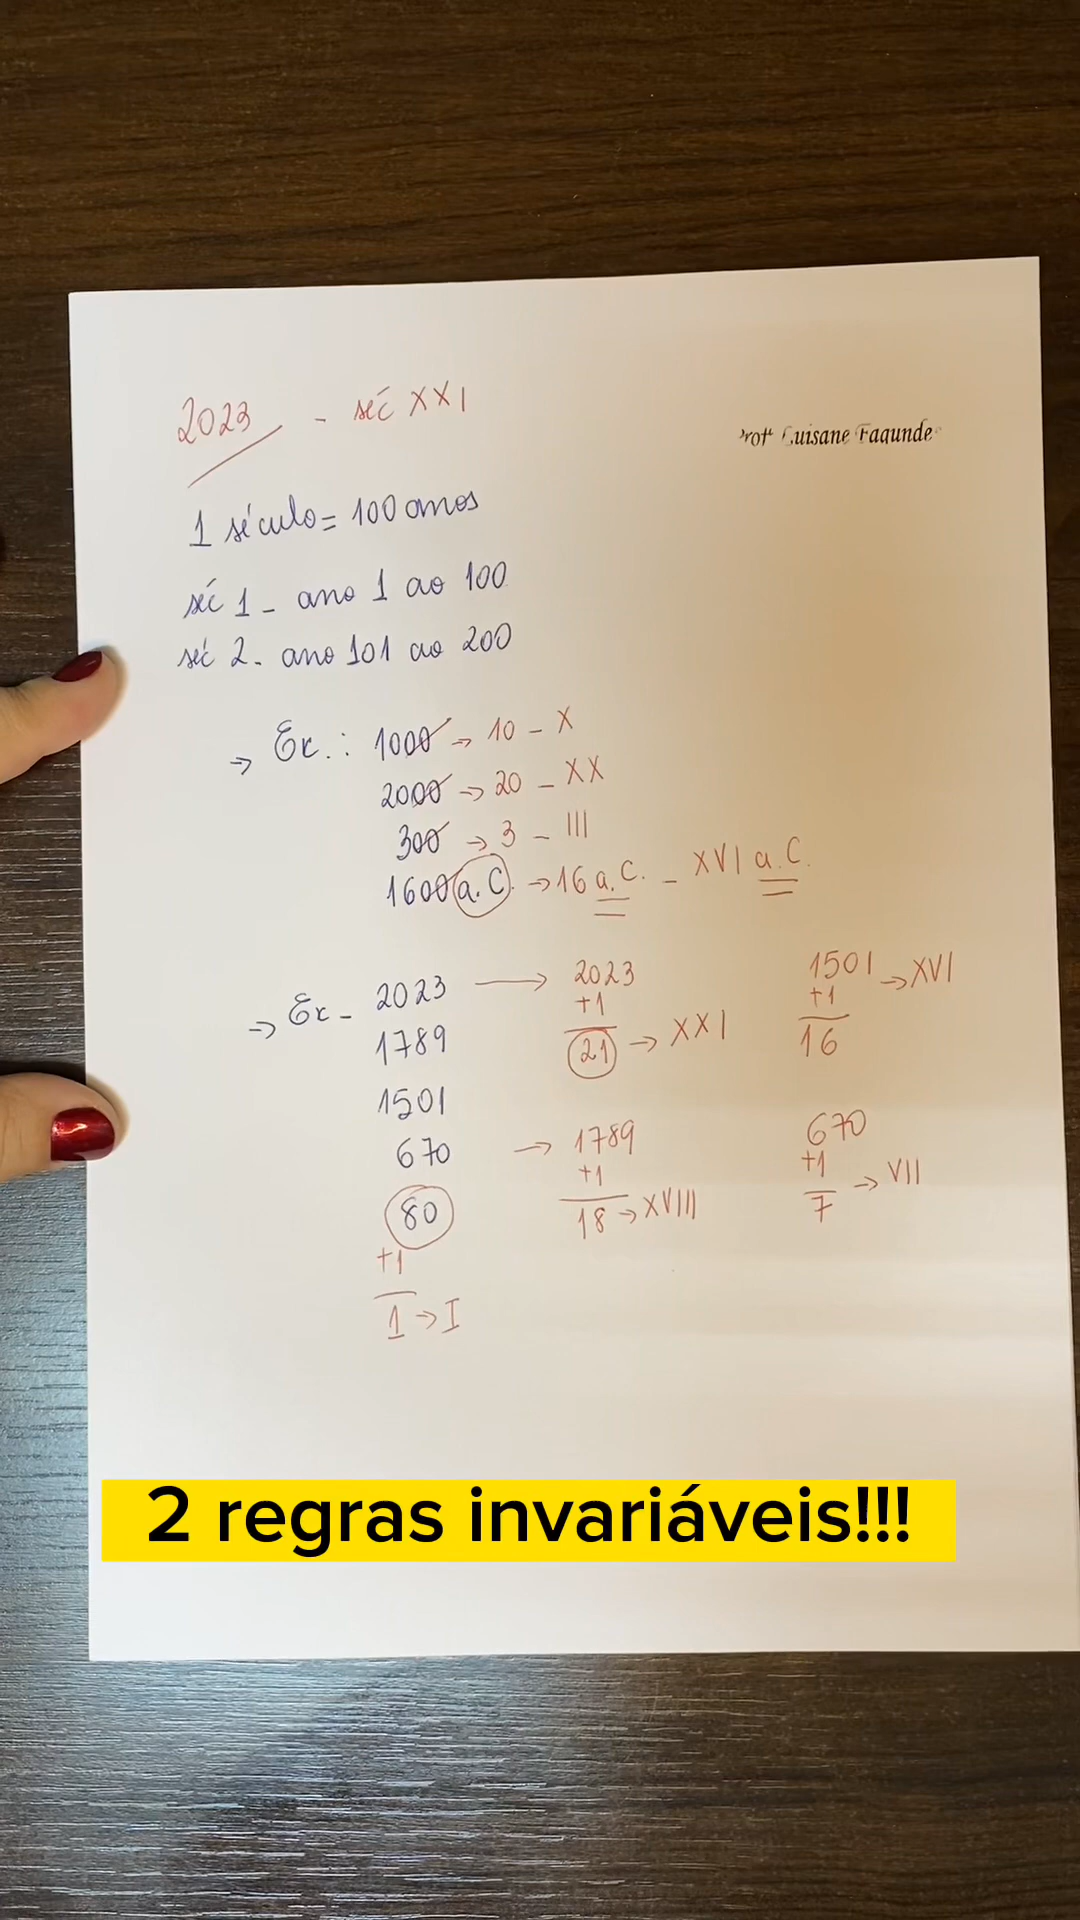 2023 - séc XXI
Profª Luisane Fagunde
1 século = 100 anos
séc 1 - ano 1 ao 100
séc 2 - ano 101 ao 200
→ Ex.: 1000 → 10 - X
2000 → 20 - XX
300 → 3 - III
1600 a.C. → 16 a.C. - XVI a.C.
→ Ex - 2023 → 2023
+1
21 → XXI
1501 → XVI
+1
16
1789
1501
670 → 1789
+1
18 → XVIII
670
+1 → VII
7
80
+1
1 → I
2 regras invariáveis!!!